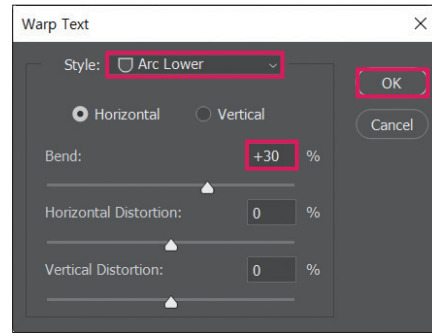 Warp Text
Style: Arc Lower
OK
Horizontal Vertical
Cancel
Bend: +30 %
Horizontal Distortion: 0 %
Vertical Distortion: 0 %